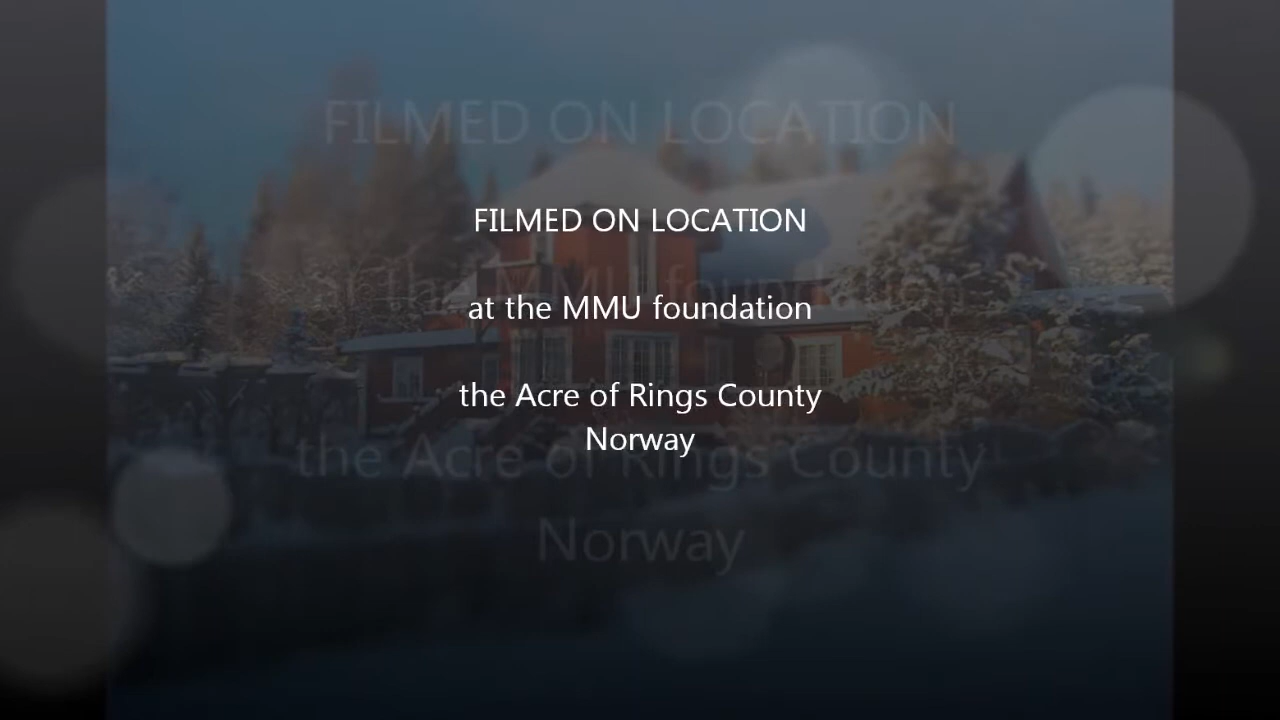 FILMED ON LOCATION
at the MMU foundation
the Acre of Rings County
Norway